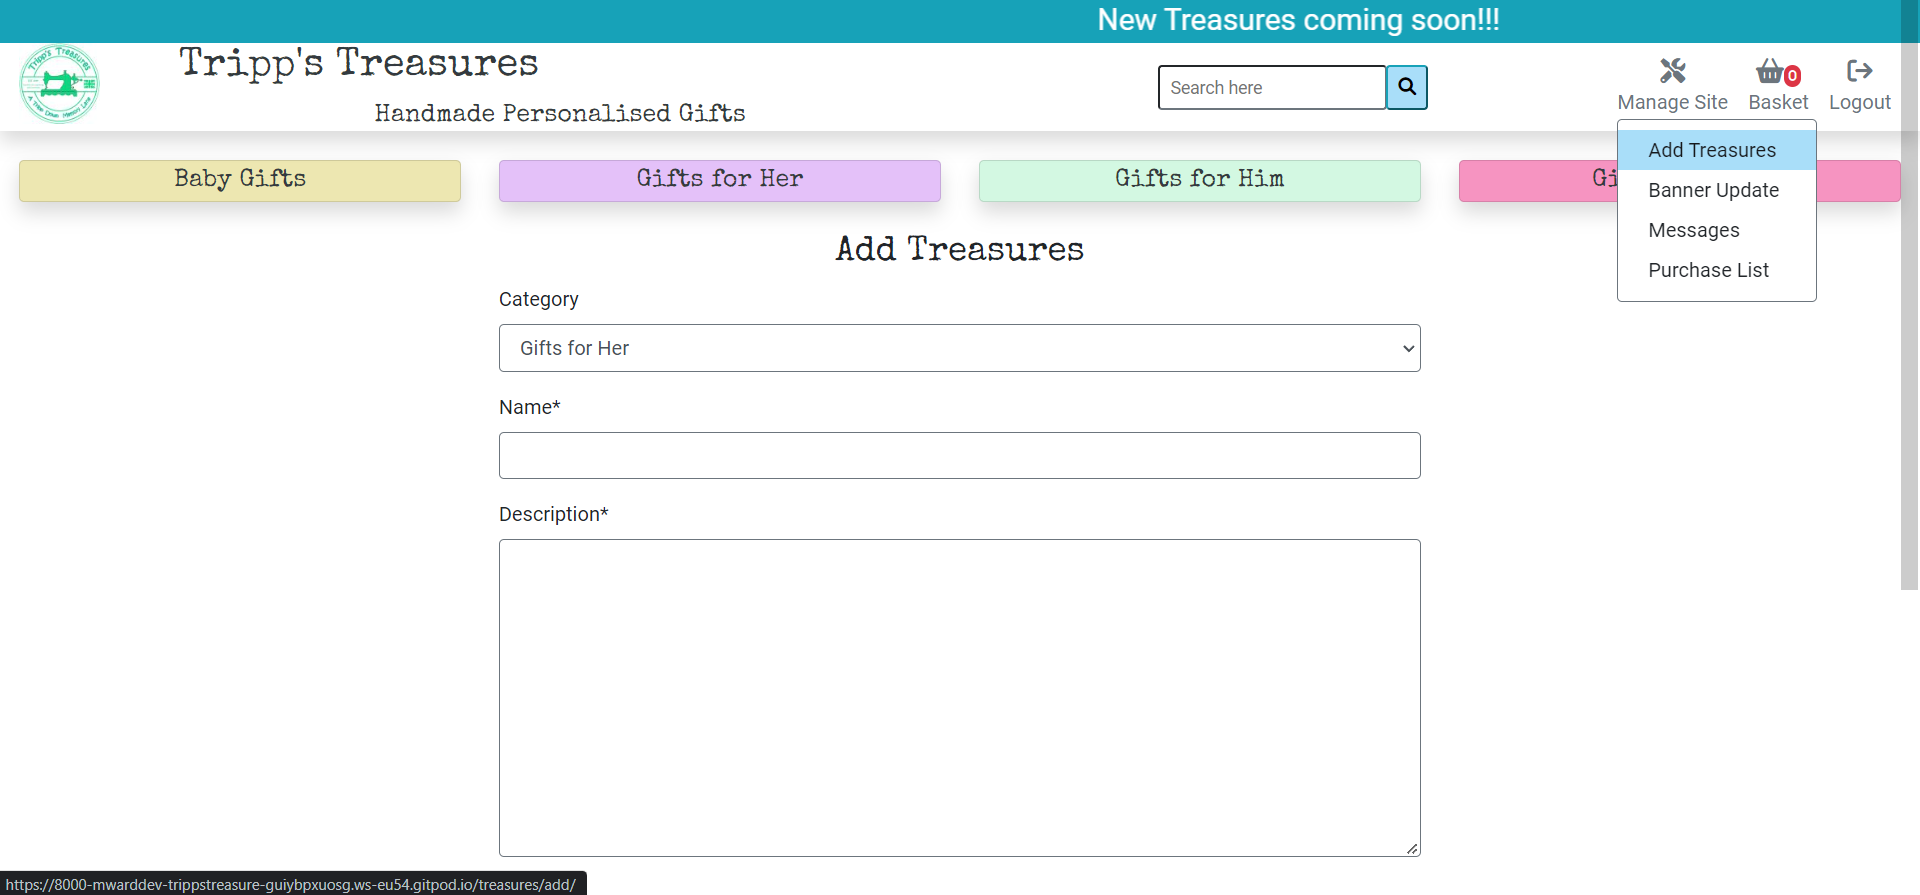 New Treasures coming soon!!!
Tripp's Treasures
Tripp's Treasures
Handmade Personalised Gifts
Search here
Manage Site
Basket
0
Logout
Add Treasures
Banner Update
Messages
Purchase List
Baby Gifts
Gifts for Her
Gifts for Him
Gi
Add Treasures
Category
Gifts for Her
Name*
Description*
https://8000-mwarddev-trippstreasure-guiybpxuosg.ws-eu54.gitpod.io/treasures/add/